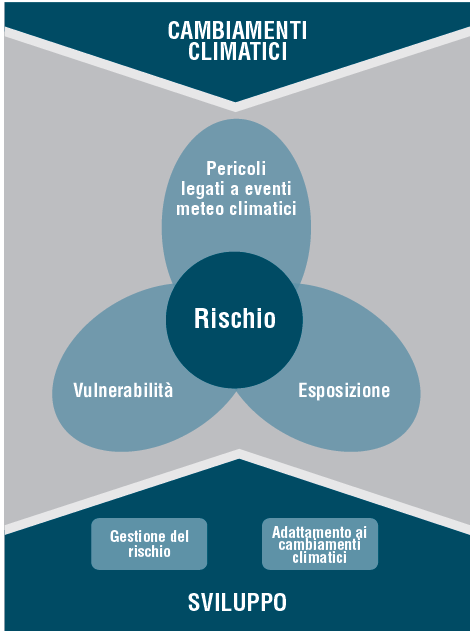 CAMBIAMENTI
CLIMATICI
Pericoli
legati a eventi
meteo climatici
Rischio
Vulnerabilità
Esposizione
Gestione del
rischio
Adattamento ai
cambiamenti
climatici
SVILUPPO